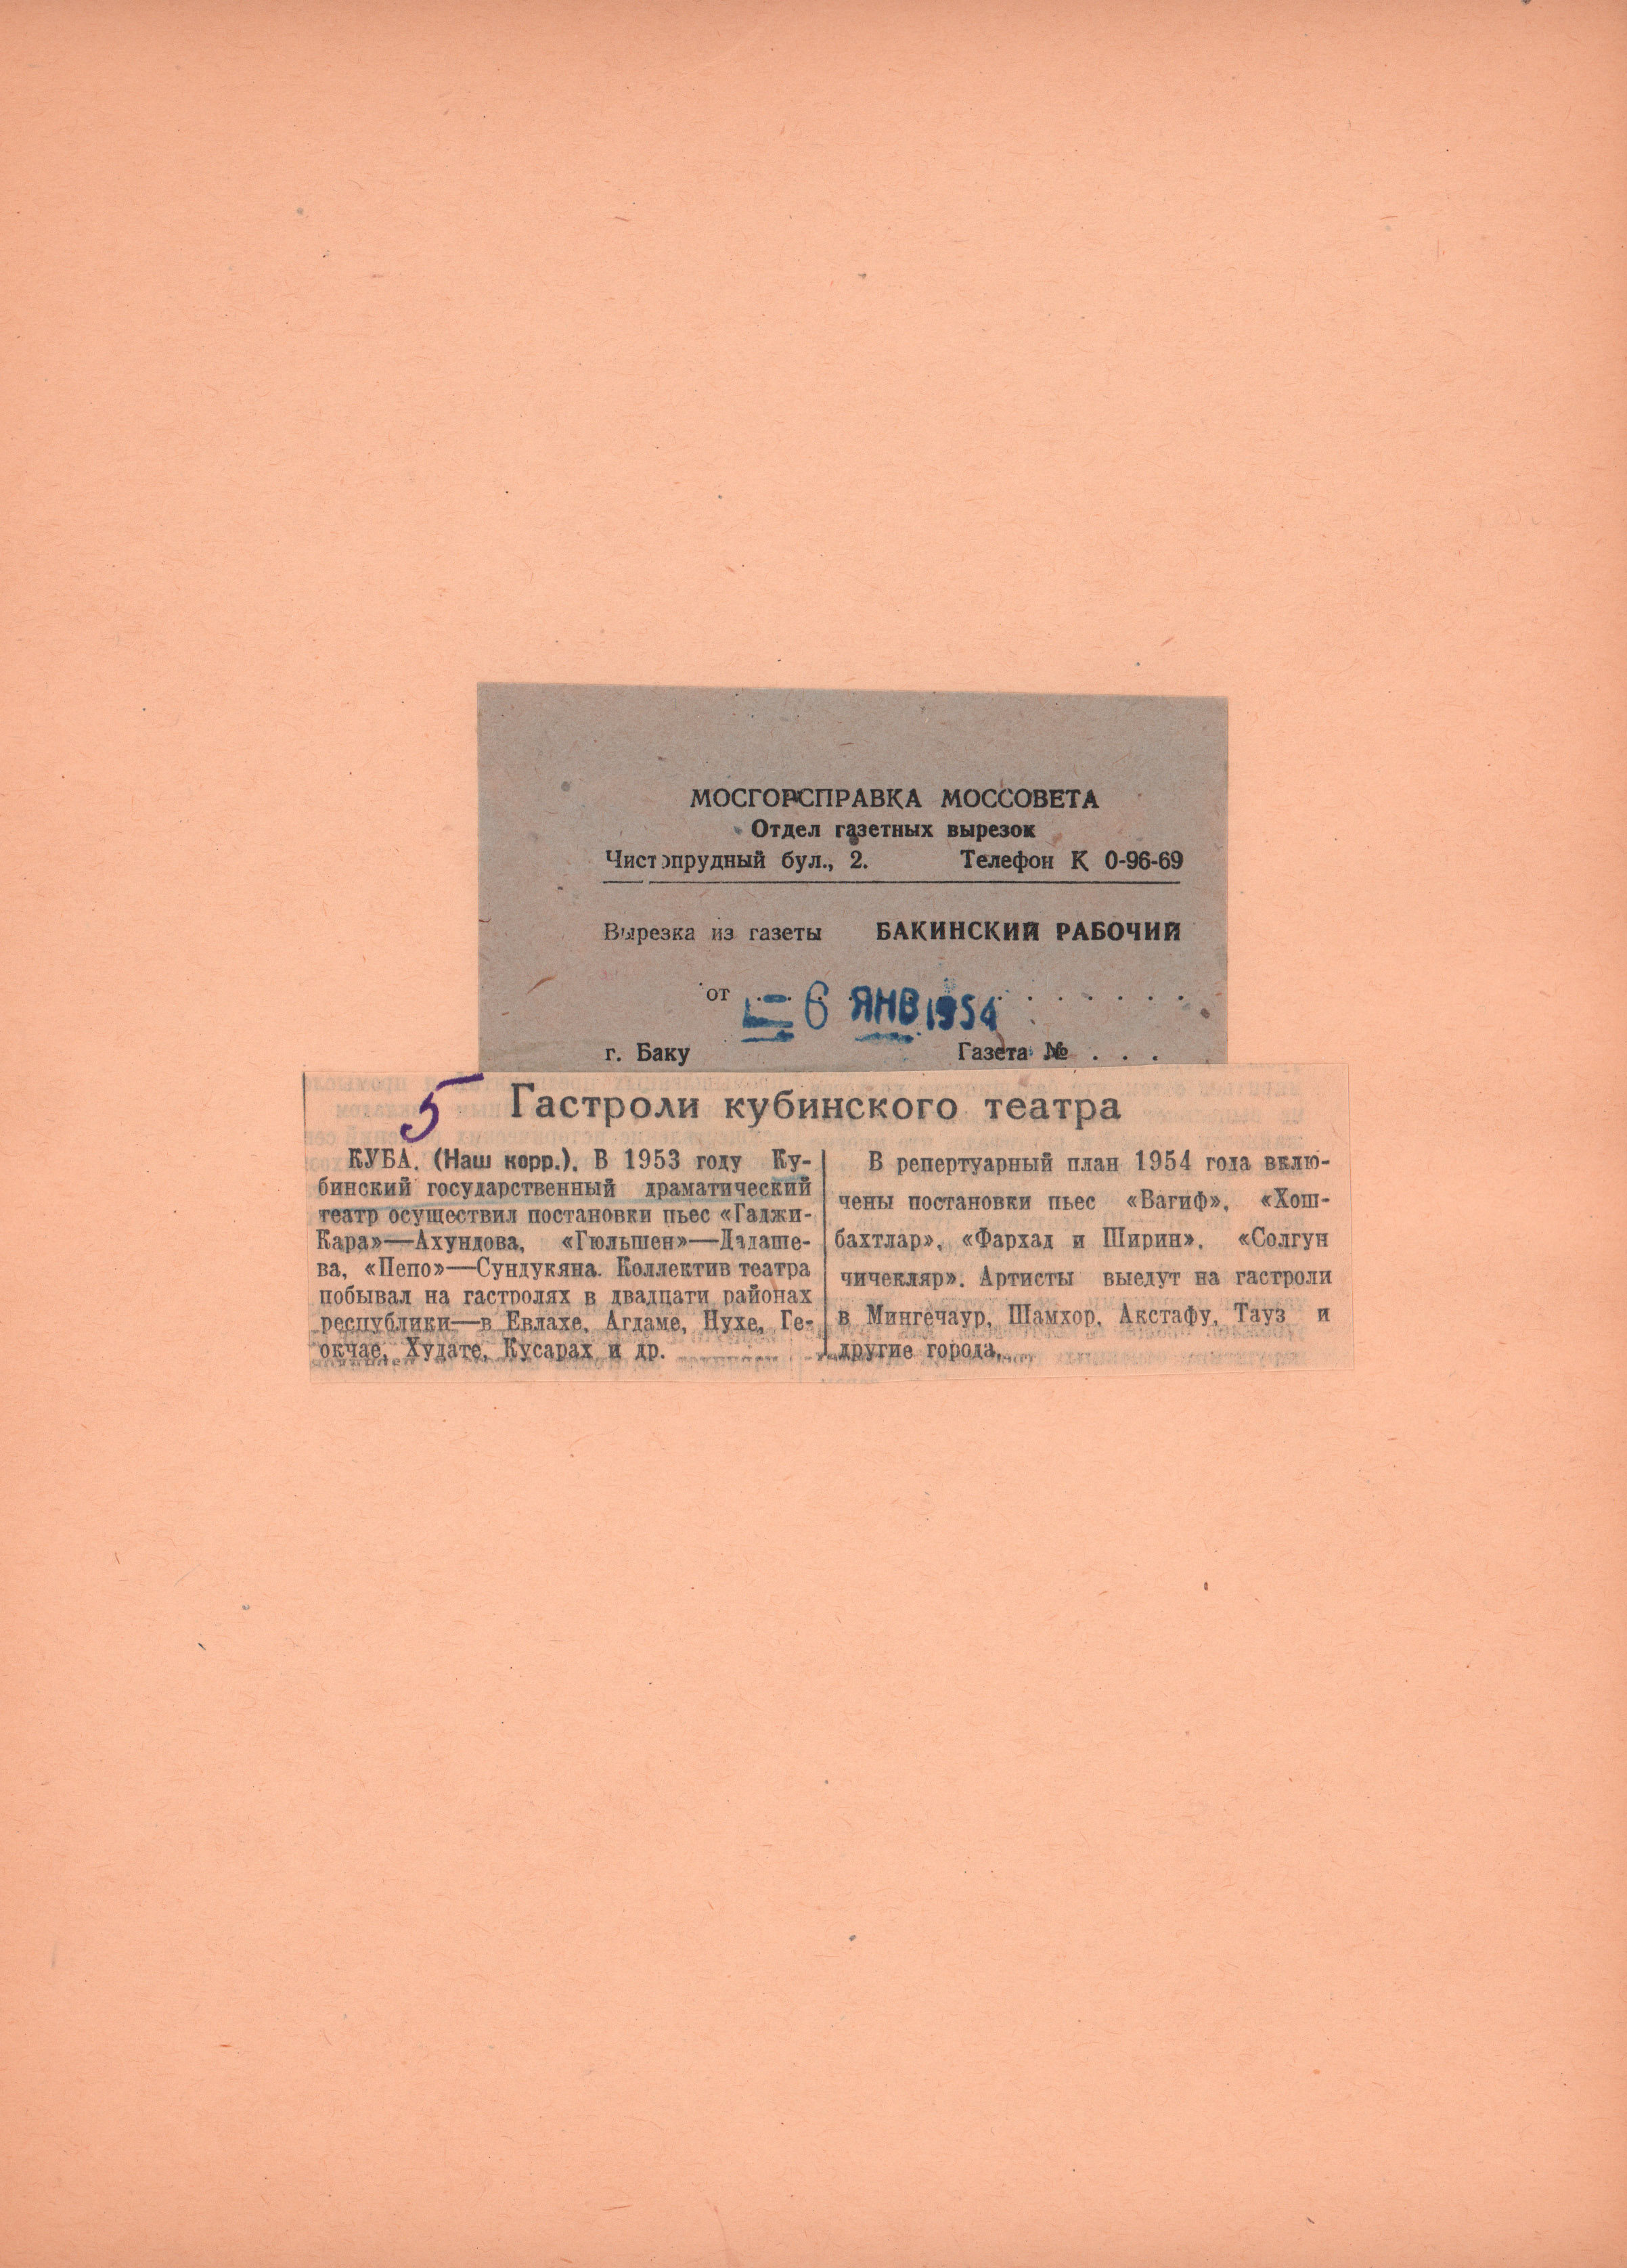 МОСГОРСПРАВКА МОССОВЕТА
Отдел газетных вырезок
Чистопрудный бул., 2. Телефон К 0-96-69
Вырезка из газеты БАКИНСКИЙ РАБОЧИЙ
от . . . 6 ЯНВ 1954 . . . . . . .
г. Баку Газета № . . .
5 Гастроли кубинского театра
КУБА. (Наш корр.). В 1953 году Ку-
бинский государственный драматический
театр осуществил постановки пьес «Гаджи-
Кара»—Ахундова, «Гюльшен»—Дадаше-
ва, «Пепо»—Сундукяна. Коллектив театра
побывал на гастролях в двадцати районах
республики—в Евлахе, Агдаме, Нухе, Ге-
окчае, Худате, Кусарах и др.
В репертуарный план 1954 года вклю-
чены постановки пьес «Вагиф», «Хош-
бахтлар», «Фархад и Ширин», «Солгун
чичекляр». Артисты выедут на гастроли
в Мингечаур, Шамхор, Акстафу, Тауз и
другие города.